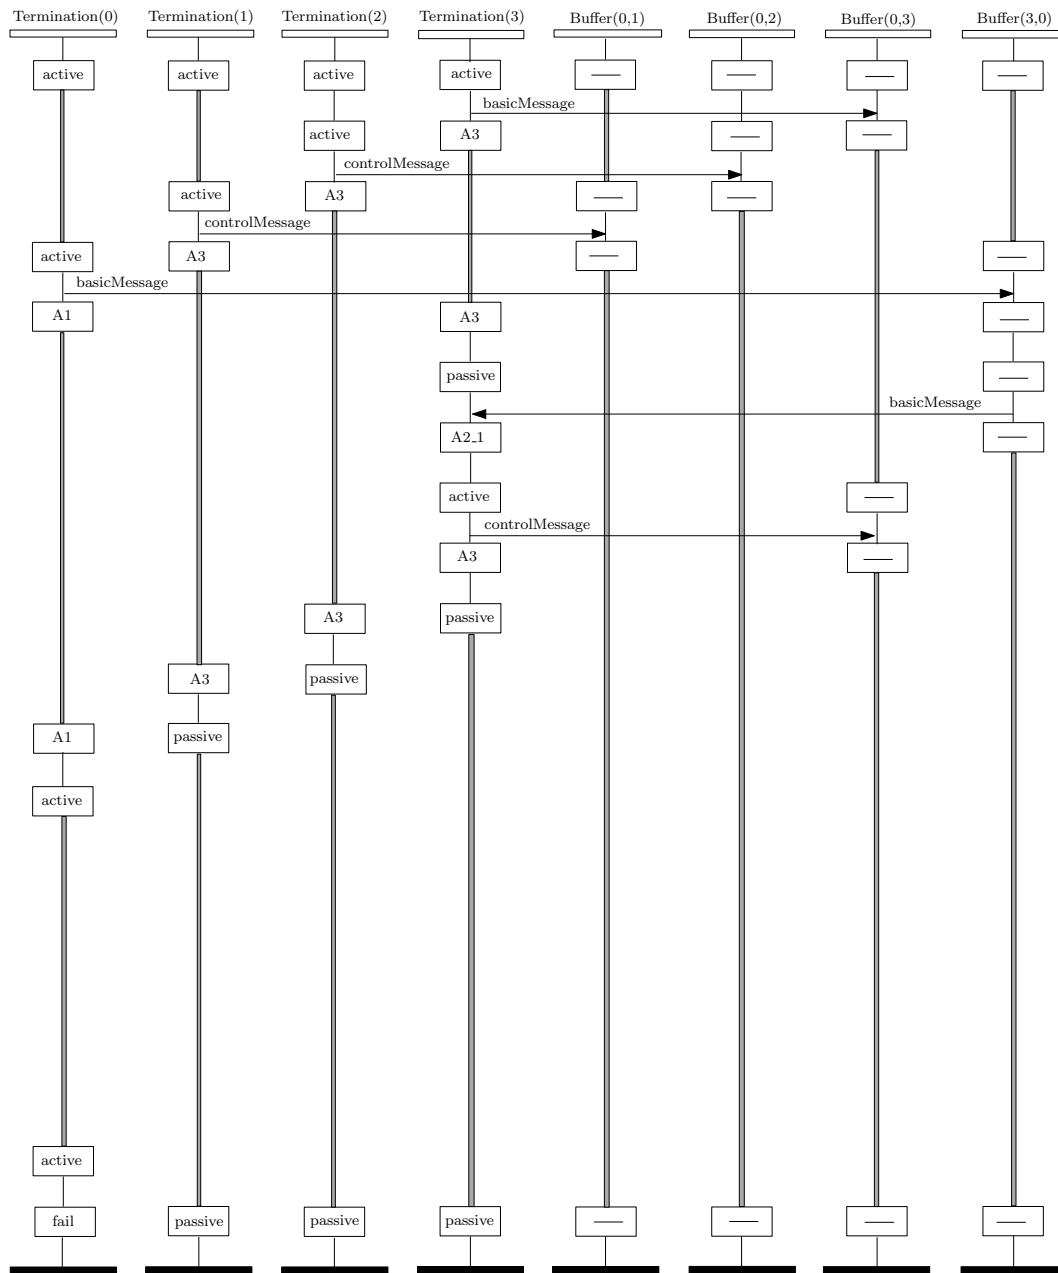 Termination(0) Termination(1) Termination(2) Termination(3) Buffer(0,1) Buffer(0,2) Buffer(0,3) Buffer(3,0)
active active active active
basicMessage
active A3
controlMessage
active A3
controlMessage
active A3
basicMessage
A1 A3
passive
basicMessage
A2_1
active
controlMessage
A3
A3 passive
A3 passive
A1 passive
active
active
fail passive passive passive